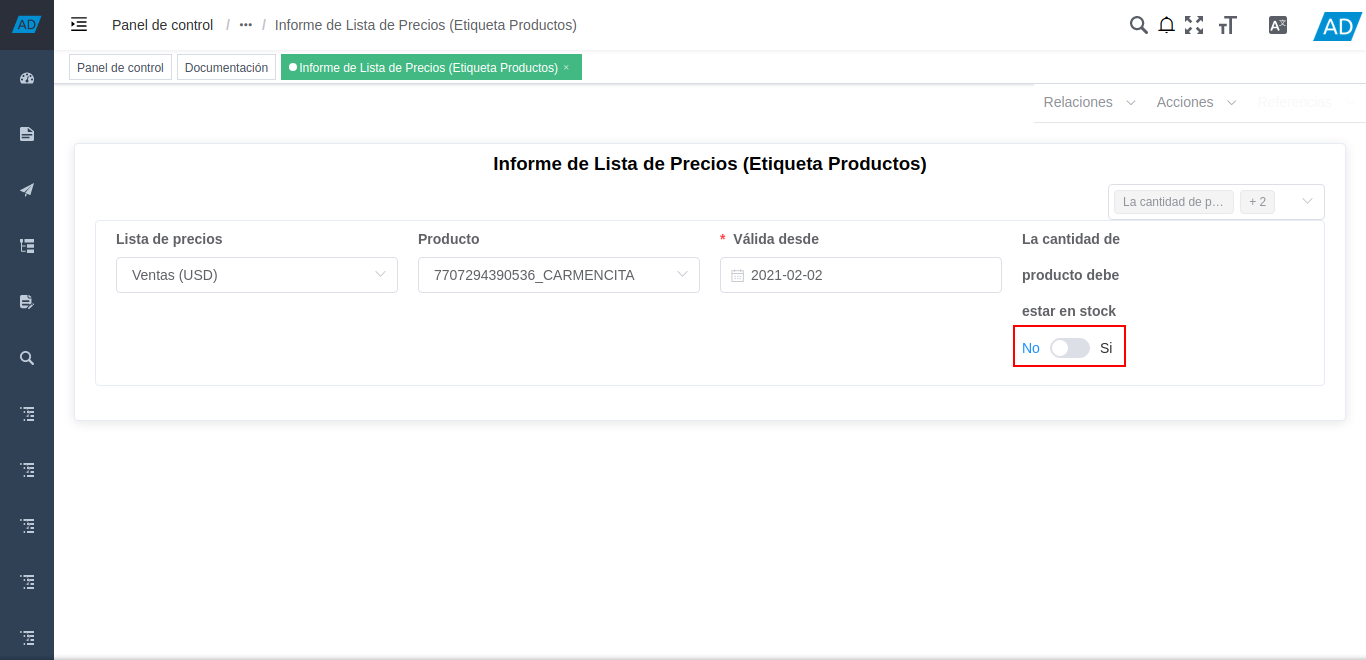 AD
Panel de control / ••• / Informe de Lista de Precios (Etiqueta Productos)
AD
Panel de control
Documentación
Informe de Lista de Precios (Etiqueta Productos) ×
Relaciones
Acciones
Referencias
Informe de Lista de Precios (Etiqueta Productos)
La cantidad de p...
+ 2
Lista de precios
Ventas (USD)
Producto
7707294390536_CARMENCITA
* Válida desde
2021-02-02
La cantidad de
producto debe
estar en stock
No
Si